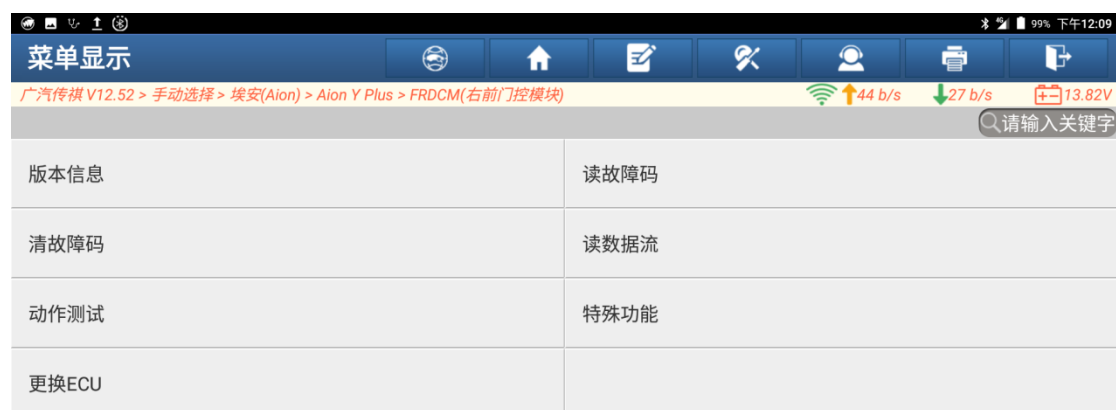 99% 下午12:09
菜单显示
广汽传祺 V12.52 > 手动选择 > 埃安(Aion) > Aion Y Plus > FRDCM(右前门控模块) 44 b/s 27 b/s 13.82V
请输入关键字
版本信息 读故障码
清故障码 读数据流
动作测试 特殊功能
更换ECU